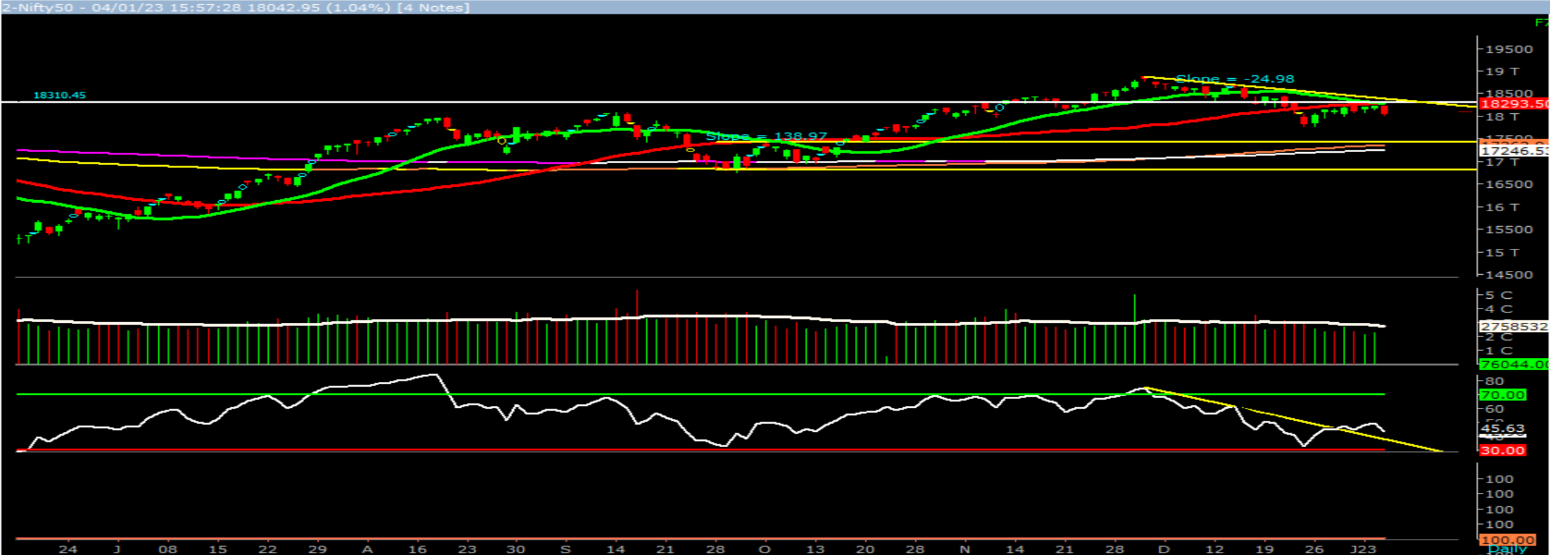 2-Nifty50 - 04/01/23 15:57:28 18042.95 (1.04%) [4 Notes]
19500
19 T
Slope = -24.98
18310.45
18500
18293.50
18 T
Slope = 138.97
17500
17246.53
17 T
16500
16 T
15500
15 T
14500
5 C
4 C
2758532
2 C
1 C
76044.00
80
70.00
60
45.63
30.00
100
100
100
100
100.00
24 J 08 15 22 29 A 16 23 30 S 14 21 28 O 13 20 28 N 14 21 28 D 12 19 26 J23 Daily